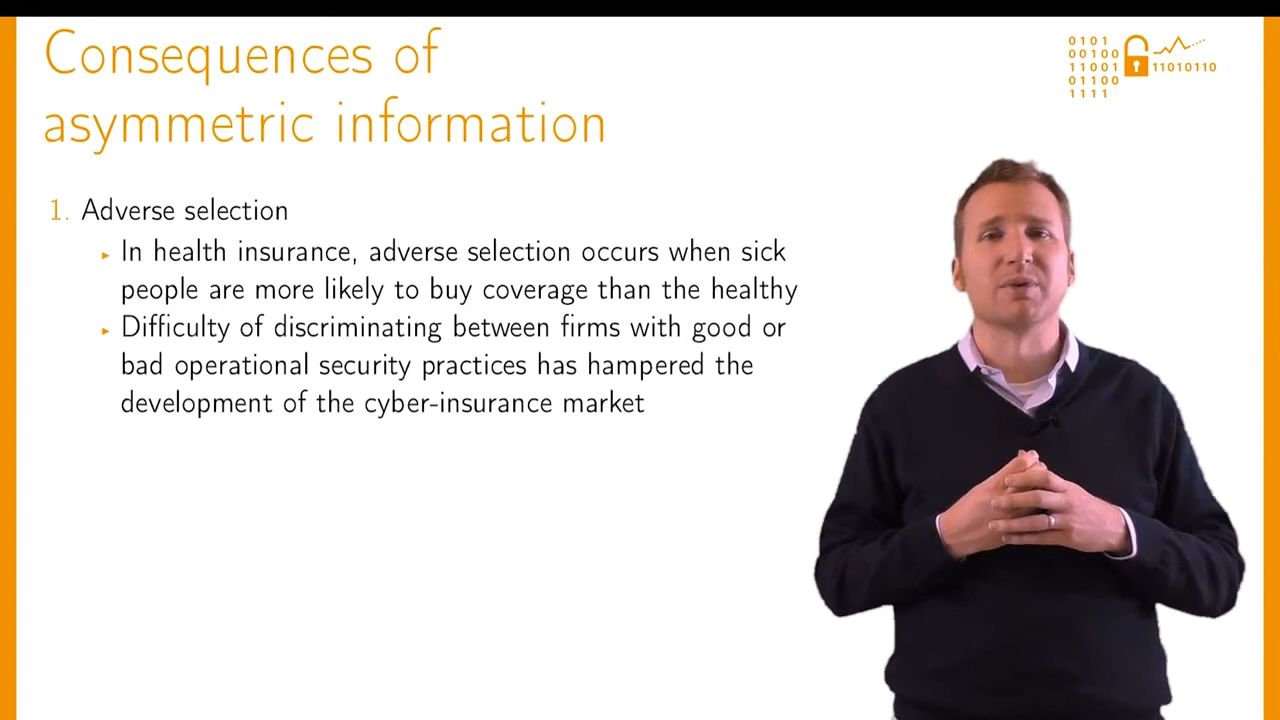 Consequences of
asymmetric information
0101
00100
11001
01100
1111
11010110
1. Adverse selection
▸ In health insurance, adverse selection occurs when sick
people are more likely to buy coverage than the healthy
▸ Difficulty of discriminating between firms with good or
bad operational security practices has hampered the
development of the cyber-insurance market